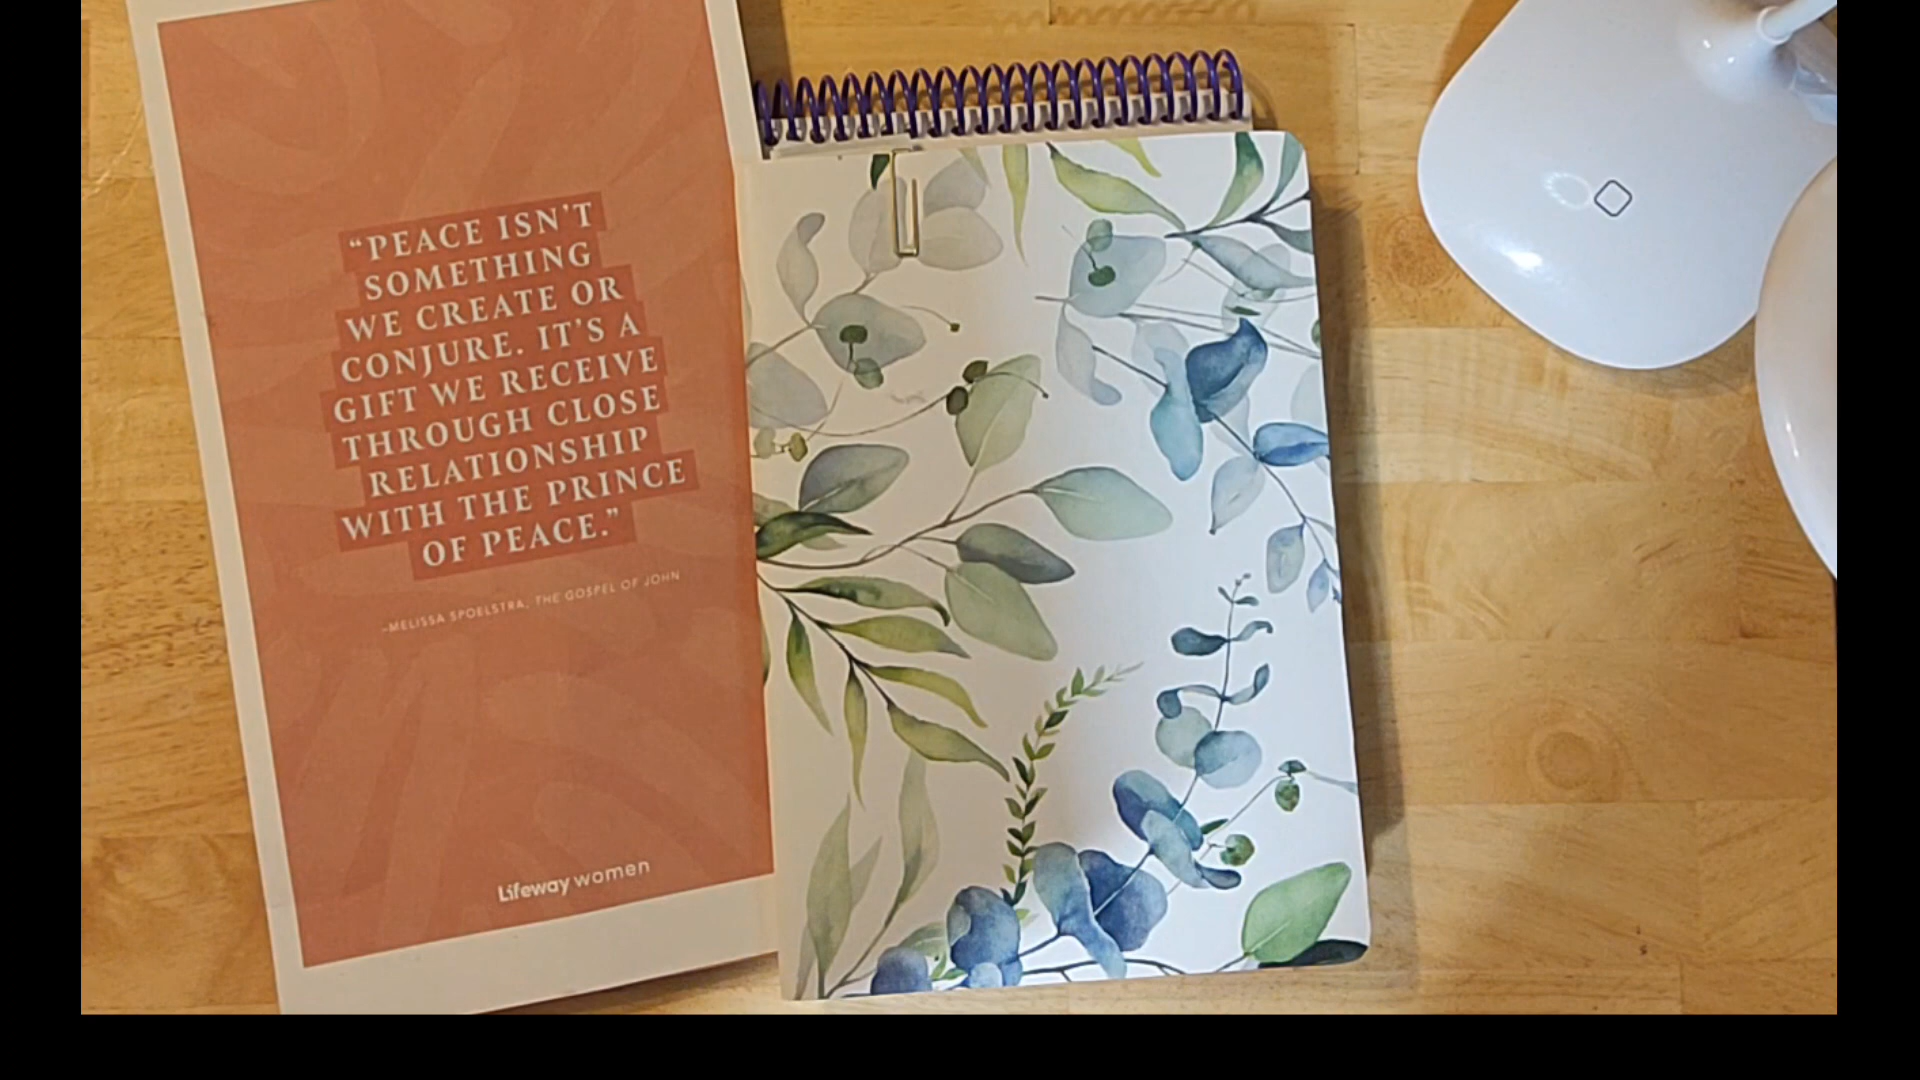 “PEACE ISN’T
SOMETHING
WE CREATE OR
CONJURE. IT’S A
GIFT WE RECEIVE
THROUGH CLOSE
RELATIONSHIP
WITH THE PRINCE
OF PEACE.”
–MELISSA SPOELSTRA, THE GOSPEL OF JOHN
Lifeway women